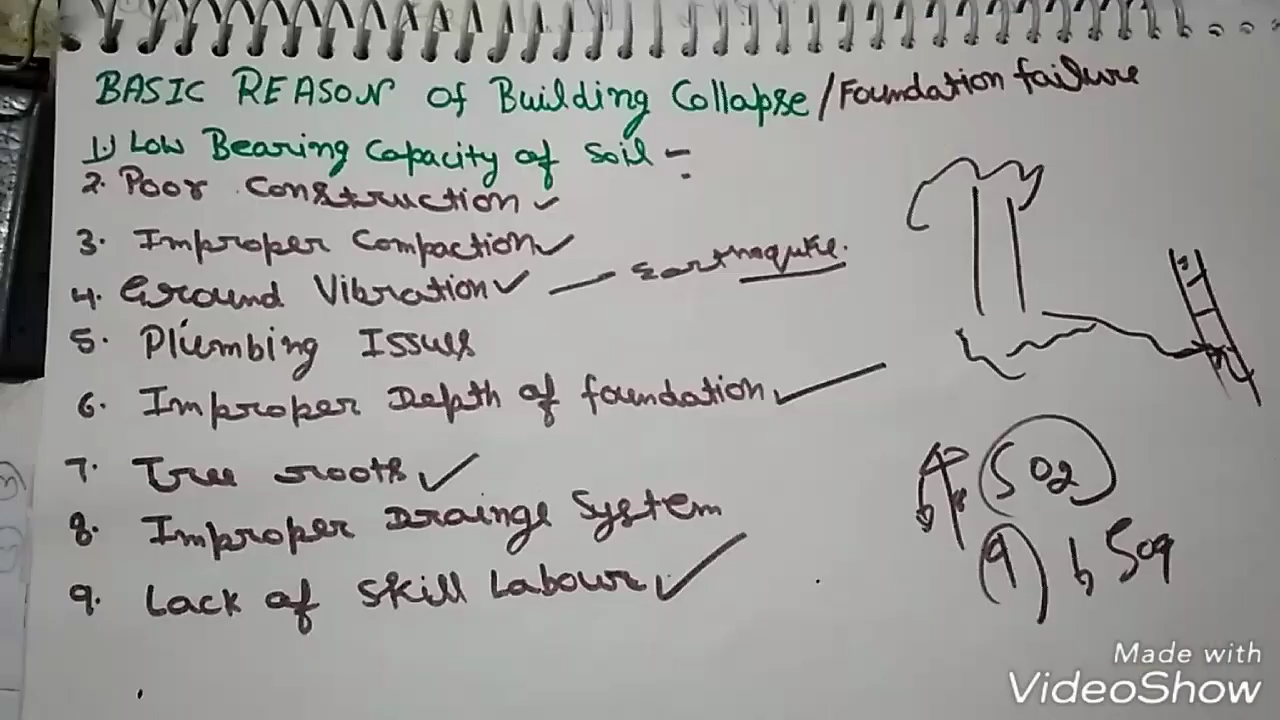 BASIC REASON of Building Collapse/Foundation failure
1) Low Bearing Capacity of Soil -
2. Poor Construction ✓
3. Improper Compaction ✓
4. Ground Vibration ✓ — Earthnquke.
5. Plumbing Issues
6. Improper Depth of foundation ✓
7. Tree roots ✓
8. Improper Drainge System
9. Lack of Skill Labour ✓
SO2
Made with
VideoShow